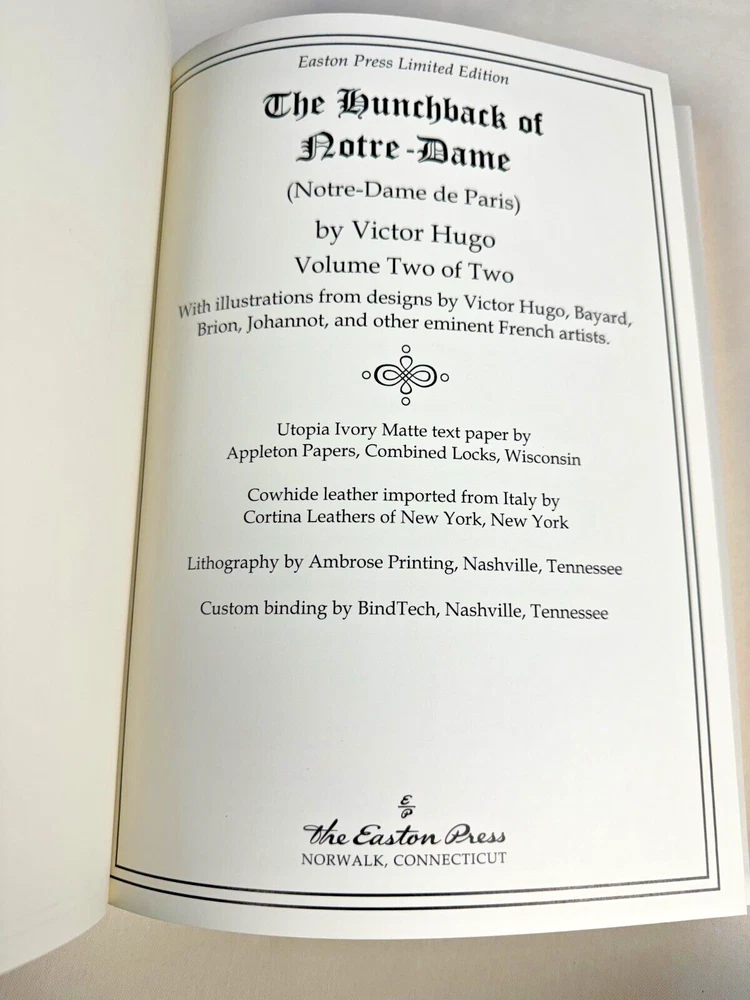 Easton Press Limited Edition
The Hunchback of
Notre-Dame
(Notre-Dame de Paris)
by Victor Hugo
Volume Two of Two
With illustrations from designs by Victor Hugo, Bayard,
Brion, Johannot, and other eminent French artists.
Utopia Ivory Matte text paper by
Appleton Papers, Combined Locks, Wisconsin
Cowhide leather imported from Italy by
Cortina Leathers of New York, New York
Lithography by Ambrose Printing, Nashville, Tennessee
Custom binding by BindTech, Nashville, Tennessee
E
P
The Easton Press
NORWALK, CONNECTICUT